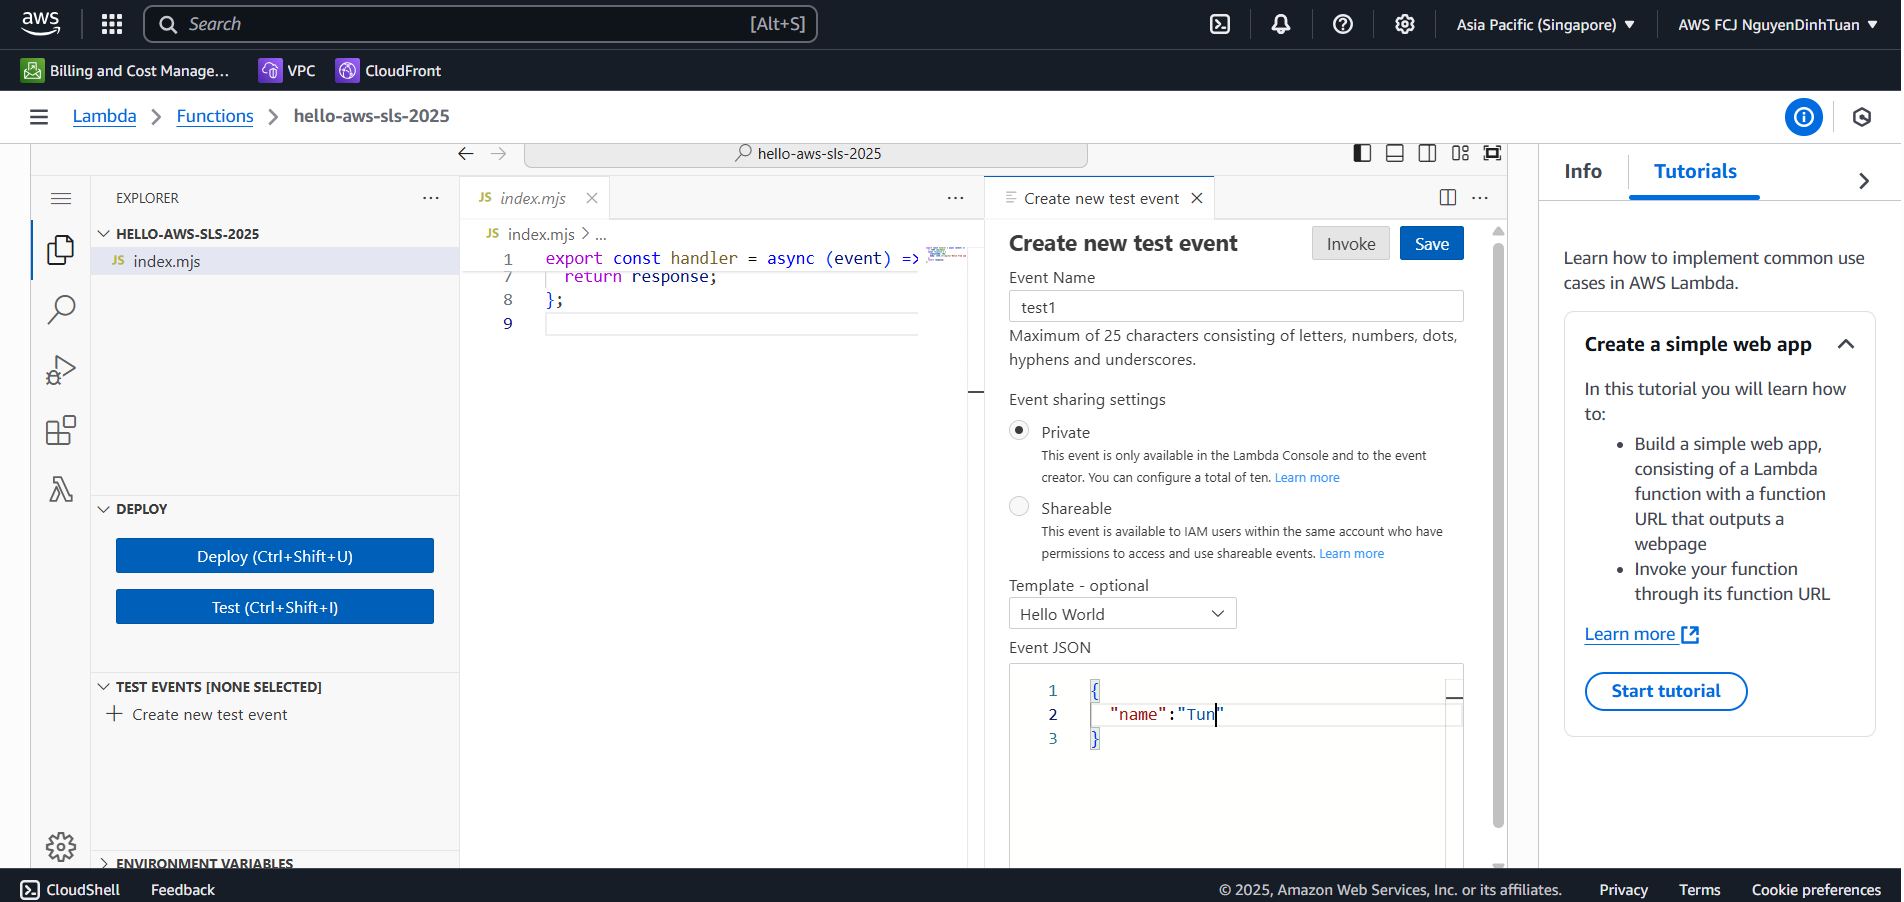 aws
Search
[Alt+S]
Asia Pacific (Singapore)
AWS FCJ NguyenDinhTuan
Billing and Cost Manage...
VPC
CloudFront
Lambda
Functions
hello-aws-sls-2025
hello-aws-sls-2025
EXPLORER
HELLO-AWS-SLS-2025
JS index.mjs
DEPLOY
Deploy (Ctrl+Shift+U)
Test (Ctrl+Shift+I)
TEST EVENTS [NONE SELECTED]
Create new test event
ENVIRONMENT VARIABLES
JS index.mjs
JS index.mjs > ...
1 export const handler = async (event) =>
7 return response;
8 };
9
Create new test event
Create new test event
Invoke
Save
Event Name
test1
Maximum of 25 characters consisting of letters, numbers, dots,
hyphens and underscores.
Event sharing settings
Private
This event is only available in the Lambda Console and to the event
creator. You can configure a total of ten. Learn more
Shareable
This event is available to IAM users within the same account who have
permissions to access and use shareable events. Learn more
Template - optional
Hello World
Event JSON
1 {
2 "name":"Tun"
3 }
Info
Tutorials
Learn how to implement common use
cases in AWS Lambda.
Create a simple web app
In this tutorial you will learn how
to:
• Build a simple web app,
consisting of a Lambda
function with a function
URL that outputs a
webpage
• Invoke your function
through its function URL
Learn more
Start tutorial
CloudShell
Feedback
© 2025, Amazon Web Services, Inc. or its affiliates.
Privacy
Terms
Cookie preferences